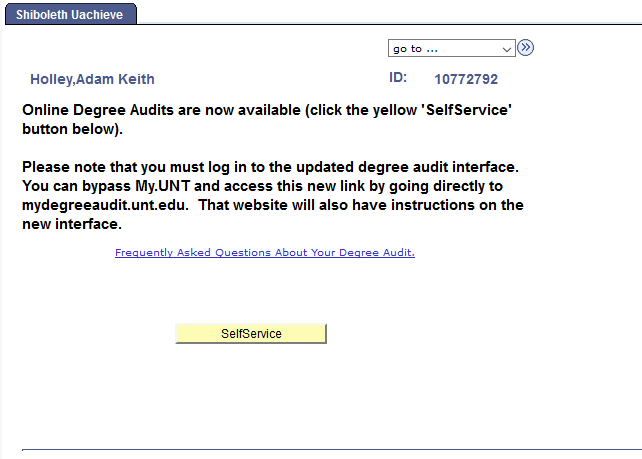 Shiboleth Uachieve
go to ...
Holley,Adam Keith ID: 10772792
Online Degree Audits are now available (click the yellow 'SelfService'
button below).
Please note that you must log in to the updated degree audit interface.
You can bypass My.UNT and access this new link by going directly to
mydegreeaudit.unt.edu.  That website will also have instructions on the
new interface.
Frequently Asked Questions About Your Degree Audit.
SelfService